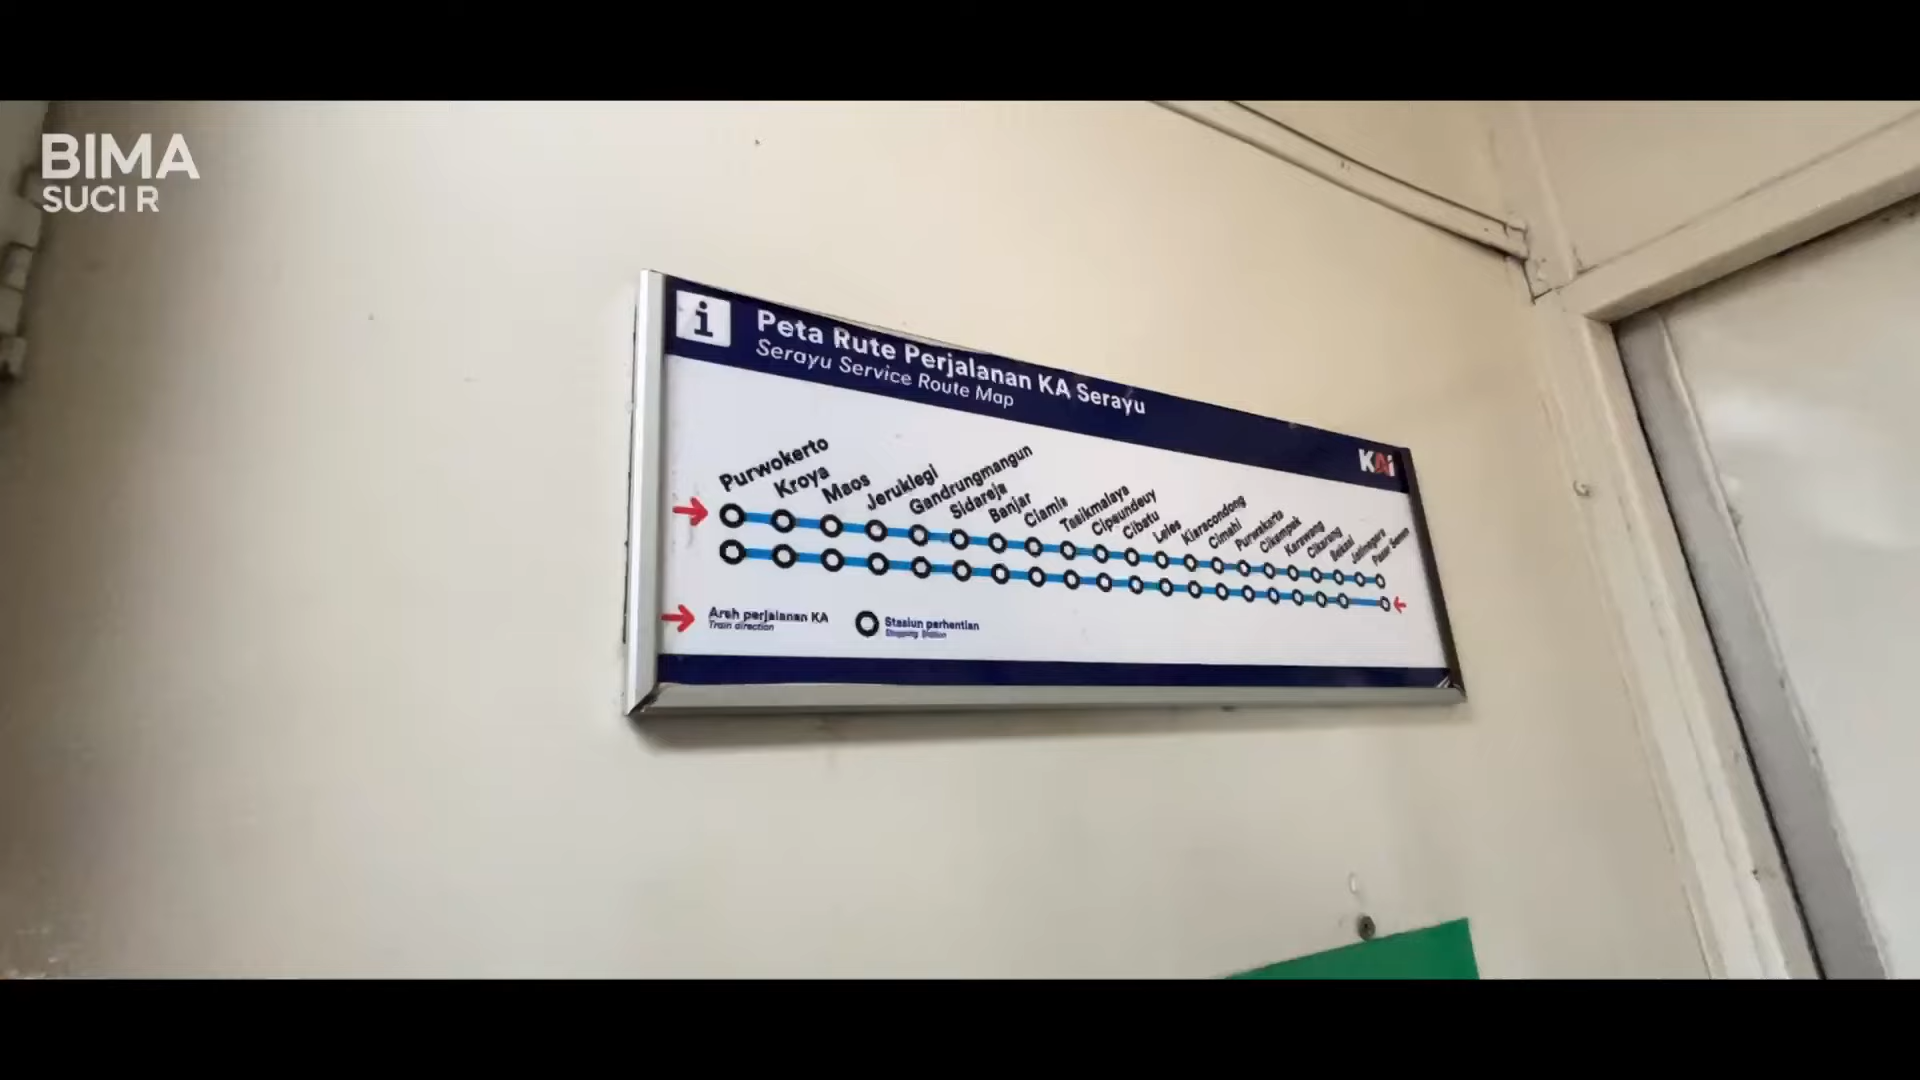 BIMA
SUCI R
i
Peta Rute Perjalanan KA Serayu
Serayu Service Route Map
KAI
Purwokerto
Kroya
Maos
Jeruklegi
Gandrungmangun
Sidareja
Banjar
Ciamis
Tasikmalaya
Cipeundeuy
Cibatu
Leles
Kiaracondong
Cimahi
Purwakarta
Cikampek
Karawang
Cikarang
Bekasi
Jatinegara
Pasar Senen
Arah perjalanan KA
Train direction
Stasiun perhentian
Stopping Station